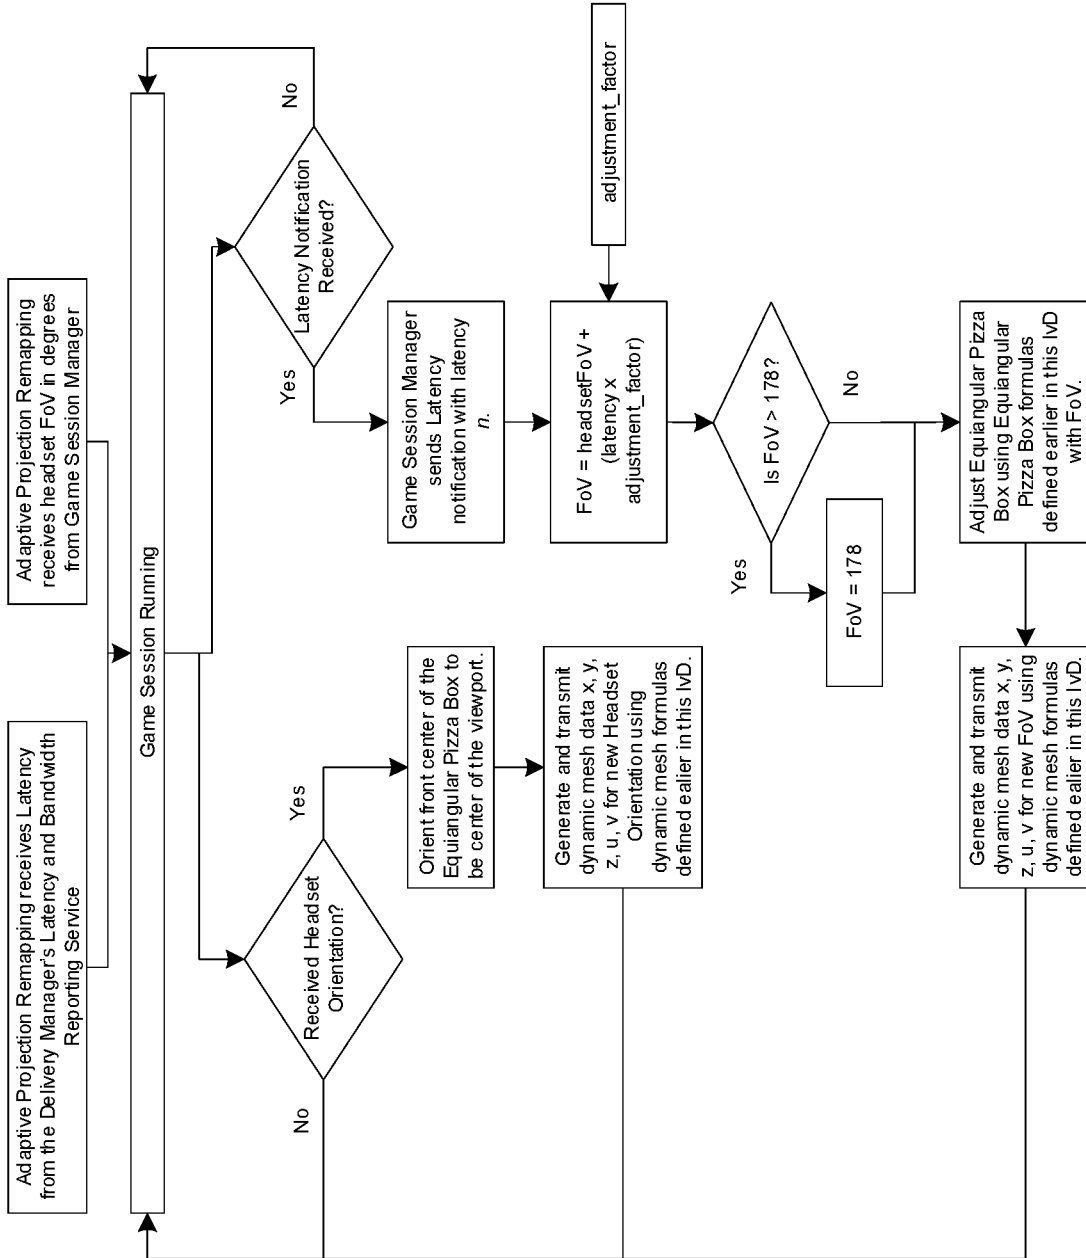 Adaptive Projection Remapping receives Latency
from the Delivery Manager's Latency and Bandwidth
Reporting Service
Adaptive Projection Remapping
receives headset FoV in degrees
from Game Session Manager
Game Session Running
Received Headset
Orientation?
No
Yes
Latency Notification
Received?
Yes
No
Orient front center of the
Equiangular Pizza Box to
be center of the viewport.
Generate and transmit
dynamic mesh data x, y,
z, u, v for new Headset
Orientation using
dynamic mesh formulas
defined ealier in this IvD.
Game Session Manager
sends Latency
notification with latency
n.
FoV = headsetFoV +
(latency x
adjustment_factor)
adjustment_factor
Is FoV > 178?
Yes
No
FoV = 178
Adjust Equiangular Pizza
Box using Equiangular
Pizza Box formulas
defined earlier in this IvD
with FoV.
Generate and transmit
dynamic mesh data x, y,
z, u, v for new FoV using
dynamic mesh formulas
defined earlier in this IvD.